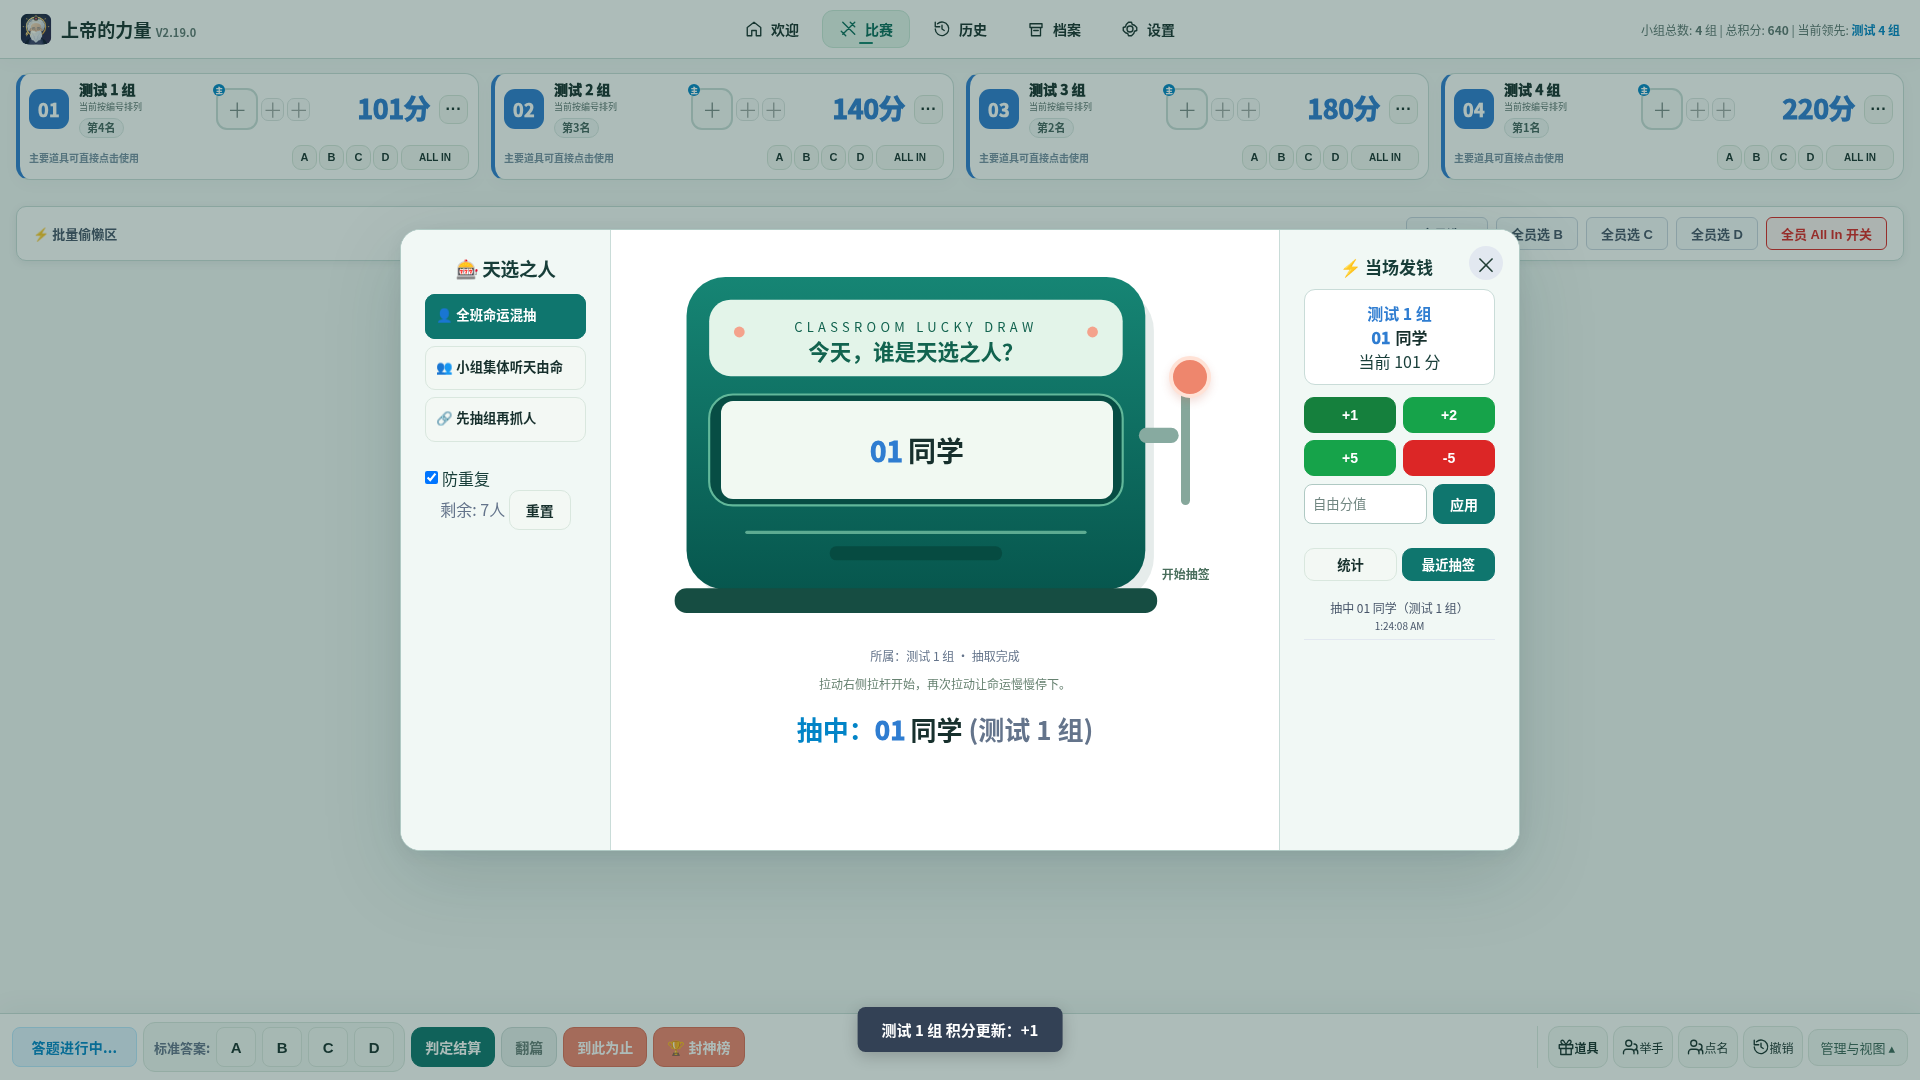 上帝的力量 V2.19.0
欢迎
比赛
历史
档案
设置
小组总数: 4 组 | 总积分: 640 | 当前领先: 测试 4 组
01
测试 1 组
当前按编号排列
第4名
主
101分
主要道具可直接点击使用
A B C D ALL IN
02
测试 2 组
当前按编号排列
第3名
主
140分
主要道具可直接点击使用
A B C D ALL IN
03
测试 3 组
当前按编号排列
第2名
主
180分
主要道具可直接点击使用
A B C D ALL IN
04
测试 4 组
当前按编号排列
第1名
主
220分
主要道具可直接点击使用
A B C D ALL IN
⚡ 批量偷懒区
全员选 B
全员选 C
全员选 D
全员 All In 开关
🎰 天选之人
👤 全班命运混抽
👥 小组集体听天由命
🔗 先抽组再抓人
防重复
剩余: 7人
重置
CLASSROOM LUCKY DRAW
今天，谁是天选之人？
01 同学
开始抽签
所属：测试 1 组 · 抽取完成
拉动右侧拉杆开始，再次拉动让命运慢慢停下。
抽中：01 同学 (测试 1 组)
⚡ 当场发钱
测试 1 组
01 同学
当前 101 分
+1
+2
+5
-5
自由分值
应用
统计
最近抽签
抽中 01 同学（测试 1 组）
1:24:08 AM
测试 1 组 积分更新：+1
答题进行中...
标准答案:
A
B
C
D
判定结算
翻篇
到此为止
🏆 封神榜
道具
举手
点名
撤销
管理与视图 ▴